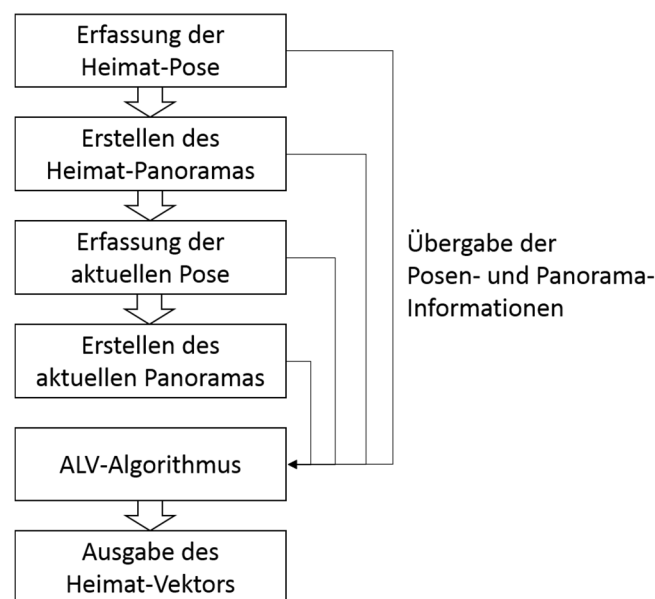 Erfassung der
Heimat-Pose
Erstellen des
Heimat-Panoramas
Erfassung der
aktuellen Pose
Erstellen des
aktuellen Panoramas
ALV-Algorithmus
Ausgabe des
Heimat-Vektors
Übergabe der
Posen- und Panorama-
Informationen